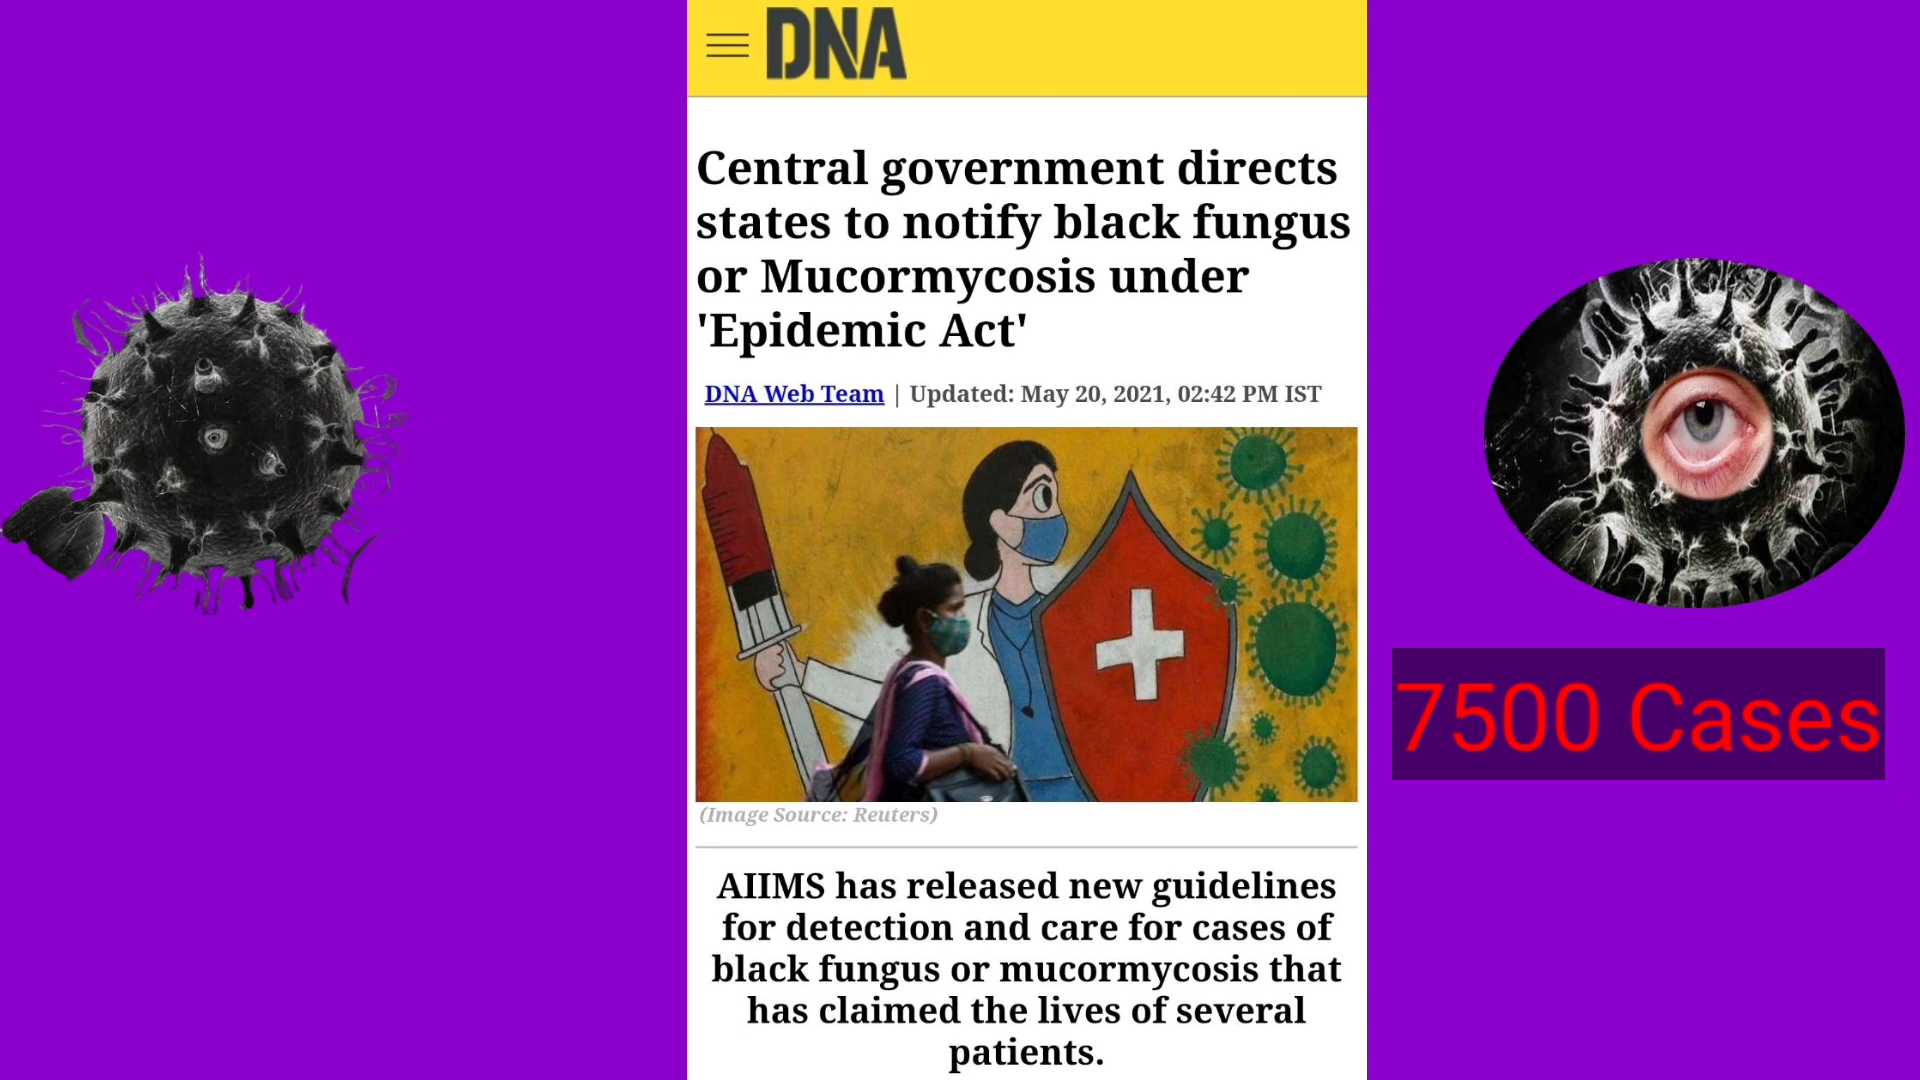 DNA
Central government directs
states to notify black fungus
or Mucormycosis under
'Epidemic Act'
DNA Web Team | Updated: May 20, 2021, 02:42 PM IST
(Image Source: Reuters)
AIIMS has released new guidelines
for detection and care for cases of
black fungus or mucormycosis that
has claimed the lives of several
patients.
7500 Cases